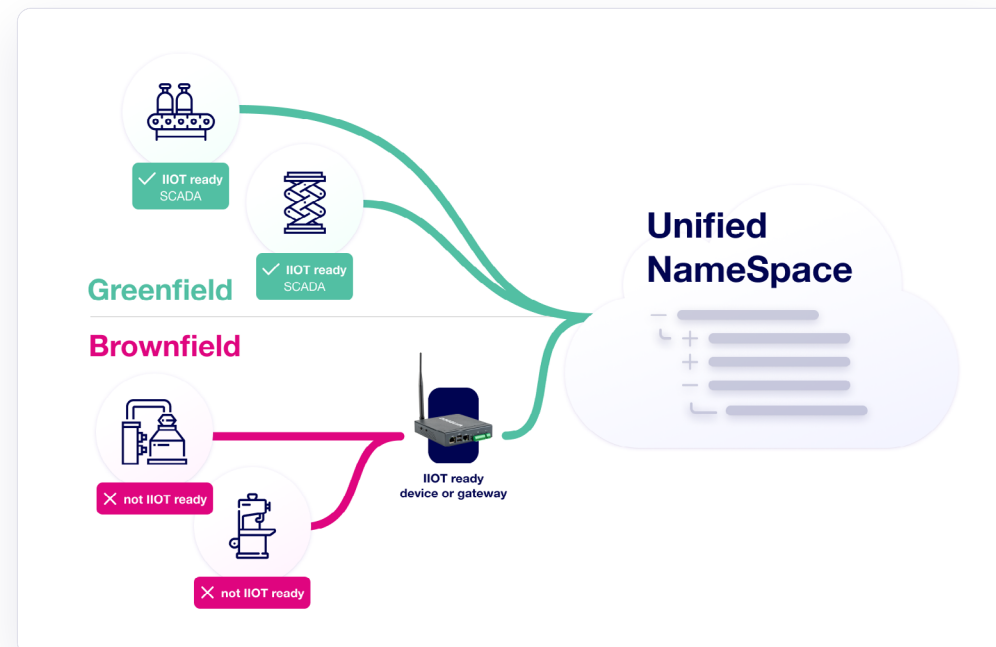 IIOT ready
SCADA
IIOT ready
SCADA
Greenfield
Unified
NameSpace
Brownfield
not IIOT ready
not IIOT ready
IIOT ready
device or gateway